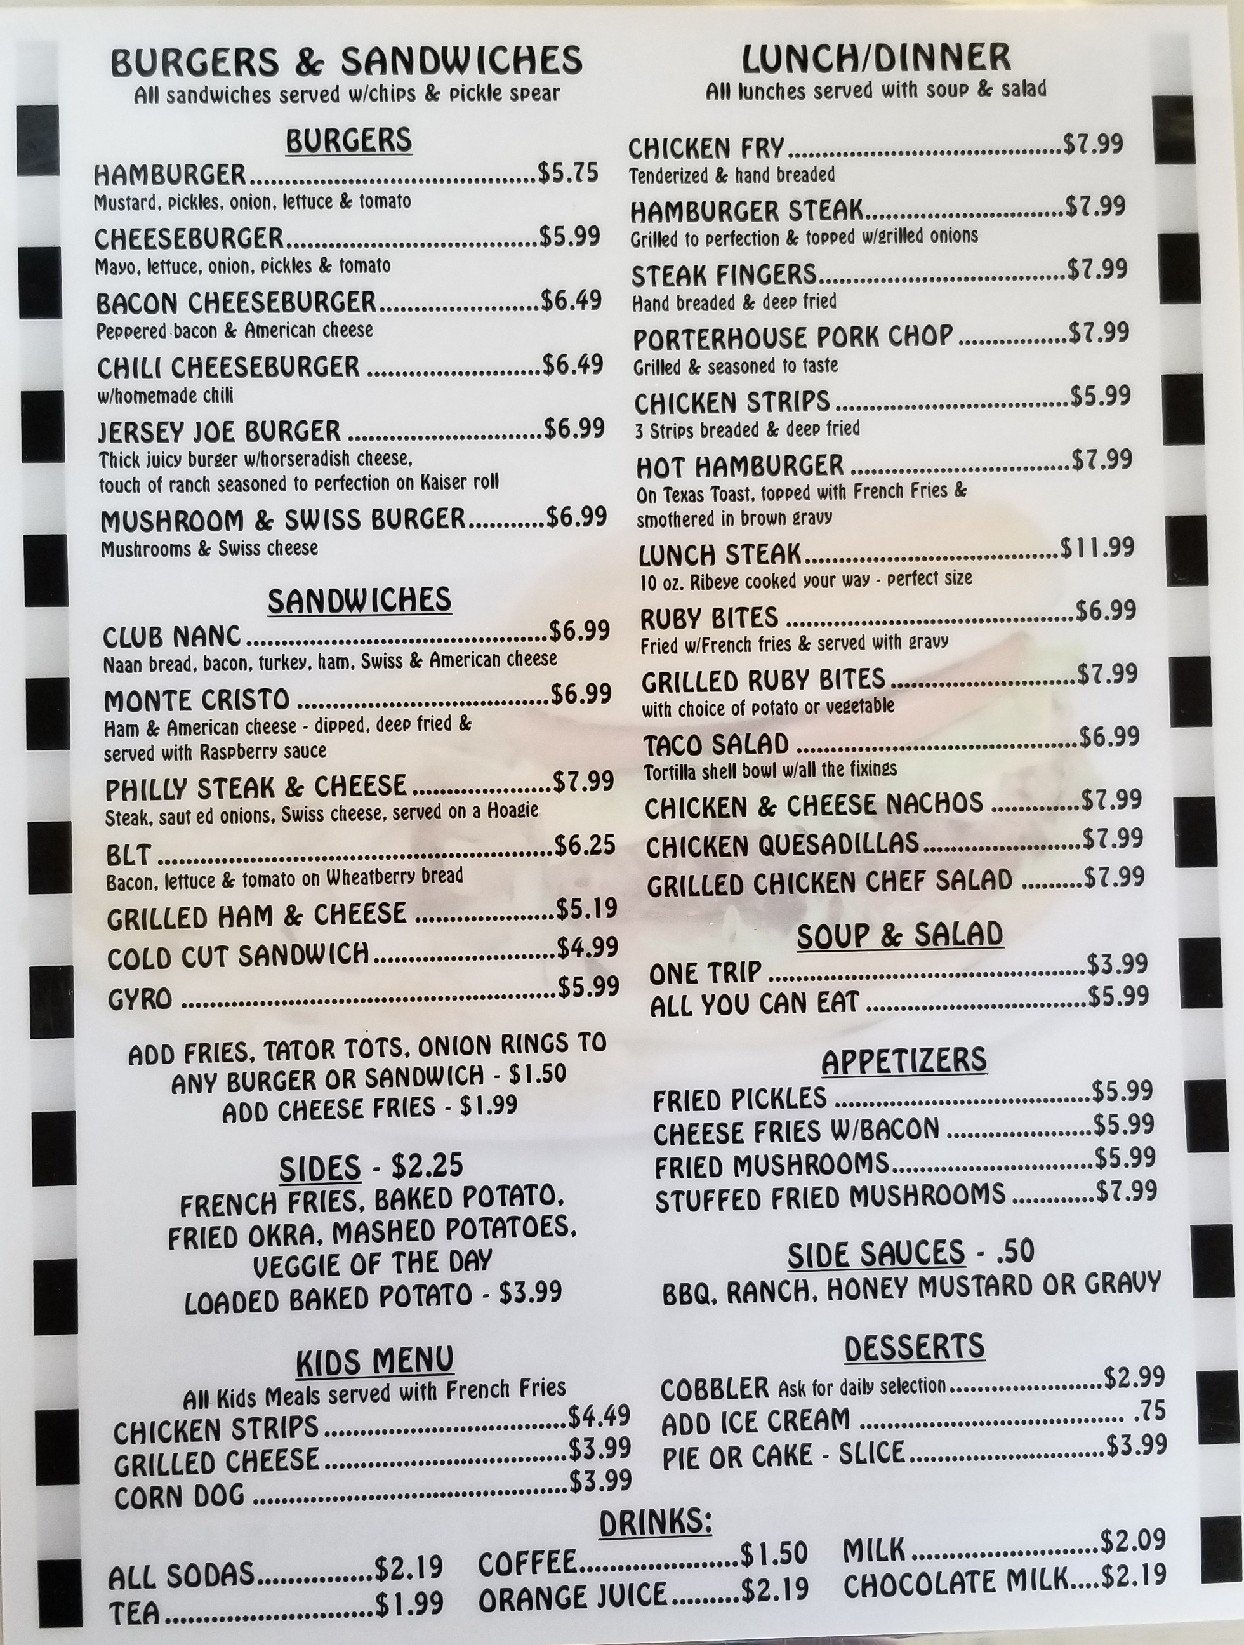 BURGERS & SANDWICHES
All sandwiches served w/chips & pickle spear
BURGERS
HAMBURGER.........................................$5.75
Mustard, pickles, onion, lettuce & tomato
CHEESEBURGER....................................$5.99
Mayo, lettuce, onion, pickles & tomato
BACON CHEESEBURGER.......................$6.49
Peppered bacon & American cheese
CHILI CHEESEBURGER .........................$6.49
w/homemade chili
JERSEY JOE BURGER ............................$6.99
Thick juicy burger w/horseradish cheese,
touch of ranch seasoned to perfection on Kaiser roll
MUSHROOM & SWISS BURGER...........$6.99
Mushrooms & Swiss cheese
SANDWICHES
CLUB NANC...........................................$6.99
Naan bread, bacon, turkey, ham, Swiss & American cheese
MONTE CRISTO ....................................$6.99
Ham & American cheese - dipped, deep fried &
served with Raspberry sauce
PHILLY STEAK & CHEESE....................$7.99
Steak, saut ed onions, Swiss cheese, served on a Hoagie
BLT ........................................................$6.25
Bacon, lettuce & tomato on Wheatberry bread
GRILLED HAM & CHEESE ....................$5.19
COLD CUT SANDWICH..........................$4.99
GYRO .....................................................$5.99
ADD FRIES, TATOR TOTS, ONION RINGS TO
ANY BURGER OR SANDWICH - $1.50
ADD CHEESE FRIES - $1.99
SIDES - $2.25
FRENCH FRIES, BAKED POTATO,
FRIED OKRA, MASHED POTATOES,
VEGGIE OF THE DAY
LOADED BAKED POTATO - $3.99
KIDS MENU
All Kids Meals served with French Fries
CHICKEN STRIPS...................................$4.49
GRILLED CHEESE...................................$3.99
CORN DOG .............................................$3.99
LUNCH/DINNER
All lunches served with soup & salad
CHICKEN FRY.......................................$7.99
Tenderized & hand breaded
HAMBURGER STEAK............................$7.99
Grilled to perfection & topped w/grilled onions
STEAK FINGERS...................................$7.99
Hand breaded & deep fried
PORTERHOUSE PORK CHOP ................$7.99
Grilled & seasoned to taste
CHICKEN STRIPS .................................$5.99
3 Strips breaded & deep fried
HOT HAMBURGER ...............................$7.99
On Texas Toast, topped with French Fries &
smothered in brown gravy
LUNCH STEAK....................................$11.99
10 oz. Ribeye cooked your way - perfect size
RUBY BITES .........................................$6.99
Fried w/French fries & served with gravy
GRILLED RUBY BITES..........................$7.99
with choice of potato or vegetable
TACO SALAD ........................................$6.99
Tortilla shell bowl w/all the fixings
CHICKEN & CHEESE NACHOS .............$7.99
CHICKEN QUESADILLAS.......................$7.99
GRILLED CHICKEN CHEF SALAD .........$7.99
SOUP & SALAD
ONE TRIP .............................................$3.99
ALL YOU CAN EAT ................................$5.99
APPETIZERS
FRIED PICKLES .....................................$5.99
CHEESE FRIES W/BACON .....................$5.99
FRIED MUSHROOMS.............................$5.99
STUFFED FRIED MUSHROOMS ............$7.99
SIDE SAUCES - .50
BBQ, RANCH, HONEY MUSTARD OR GRAVY
DESSERTS
COBBLER Ask for daily selection......................$2.99
ADD ICE CREAM ...................................... .75
PIE OR CAKE - SLICE............................$3.99
DRINKS:
ALL SODAS...............$2.19 COFFEE.....................$1.50 MILK .........................$2.09
TEA............................$1.99 ORANGE JUICE.........$2.19 CHOCOLATE MILK....$2.19